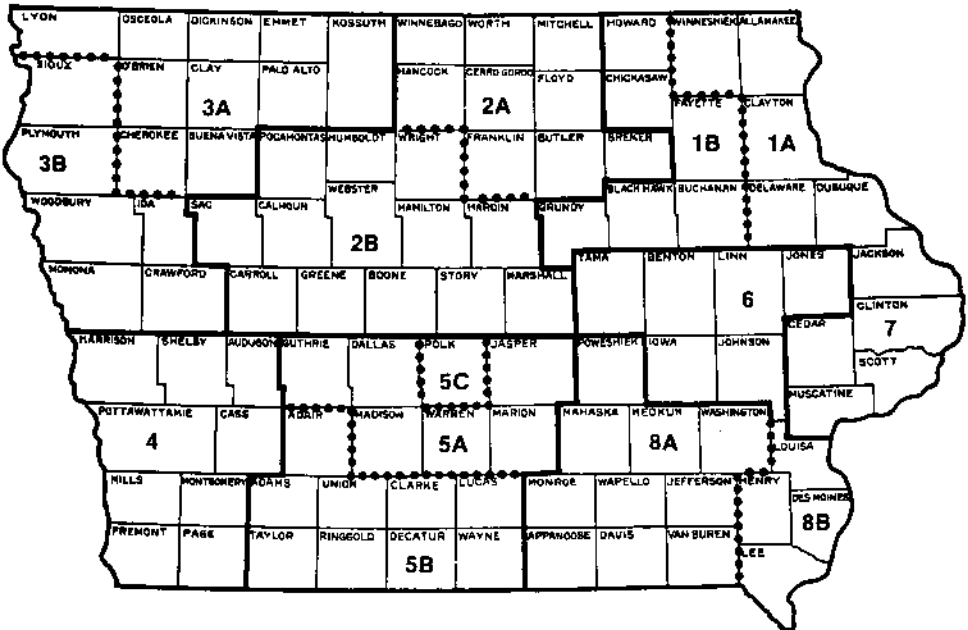 LYON OSCEOLA DICKINSON EMMET KOSSUTH WINNEBAGO WORTH MITCHELL HOWARD WINNESHIEK ALLAMAKEE
SIOUX O'BRIEN CLAY PALO ALTO HANCOCK CERRO GORDO FLOYD CHICKASAW
3A 2A FAYETTE CLAYTON
PLYMOUTH CHEROKEE BUENA VISTA POCAHONTAS HUMBOLDT WRIGHT FRANKLIN BUTLER BREMER 1B 1A
3B
WEBSTER BLACK HAWK BUCHANAN DELAWARE DUBUQUE
WOODBURY IDA SAC CALHOUN HAMILTON HARDIN GRUNDY
2B
TAMA BENTON LINN JONES JACKSON
MONONA CRAWFORD CARROLL GREENE BOONE STORY MARSHALL
6
CLINTON
CEDAR 7
HARRISON SHELBY AUDUBON GUTHRIE DALLAS POLK JASPER POWESHIEK IOWA JOHNSON
SCOTT
5C
MUSCATINE
POTTAWATTAMIE CASS ADAIR MADISON WARREN MARION MAHASKA KEOKUK WASHINGTON
4 5A 8A
LOUISA
MILLS MONTGOMERY ADAMS UNION CLARKE LUCAS MONROE WAPELLO JEFFERSON HENRY
DES MOINES
8B
FREMONT PAGE TAYLOR RINGGOLD DECATUR WAYNE APPANOOSE DAVIS VAN BUREN
LEE
5B